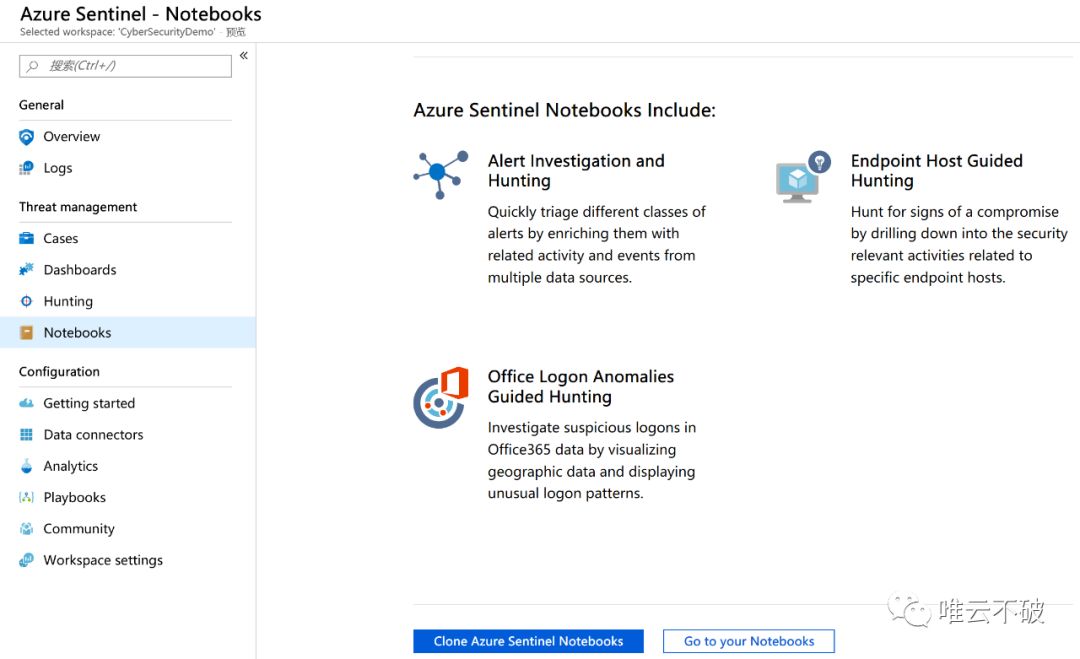 Azure Sentinel - Notebooks
Selected workspace: 'CyberSecurityDemo' - 预览
搜索(Ctrl+/)
«
General
Overview
Logs
Threat management
Cases
Dashboards
Hunting
Notebooks
Configuration
Getting started
Data connectors
Analytics
Playbooks
Community
Workspace settings
Azure Sentinel Notebooks Include:
Alert Investigation and
Hunting
Quickly triage different classes of
alerts by enriching them with
related activity and events from
multiple data sources.
Endpoint Host Guided
Hunting
Hunt for signs of a compromise
by drilling down into the security
relevant activities related to
specific endpoint hosts.
Office Logon Anomalies
Guided Hunting
Investigate suspicious logons in
Office365 data by visualizing
geographic data and displaying
unusual logon patterns.
Clone Azure Sentinel Notebooks
Go to your Notebooks
唯云不破